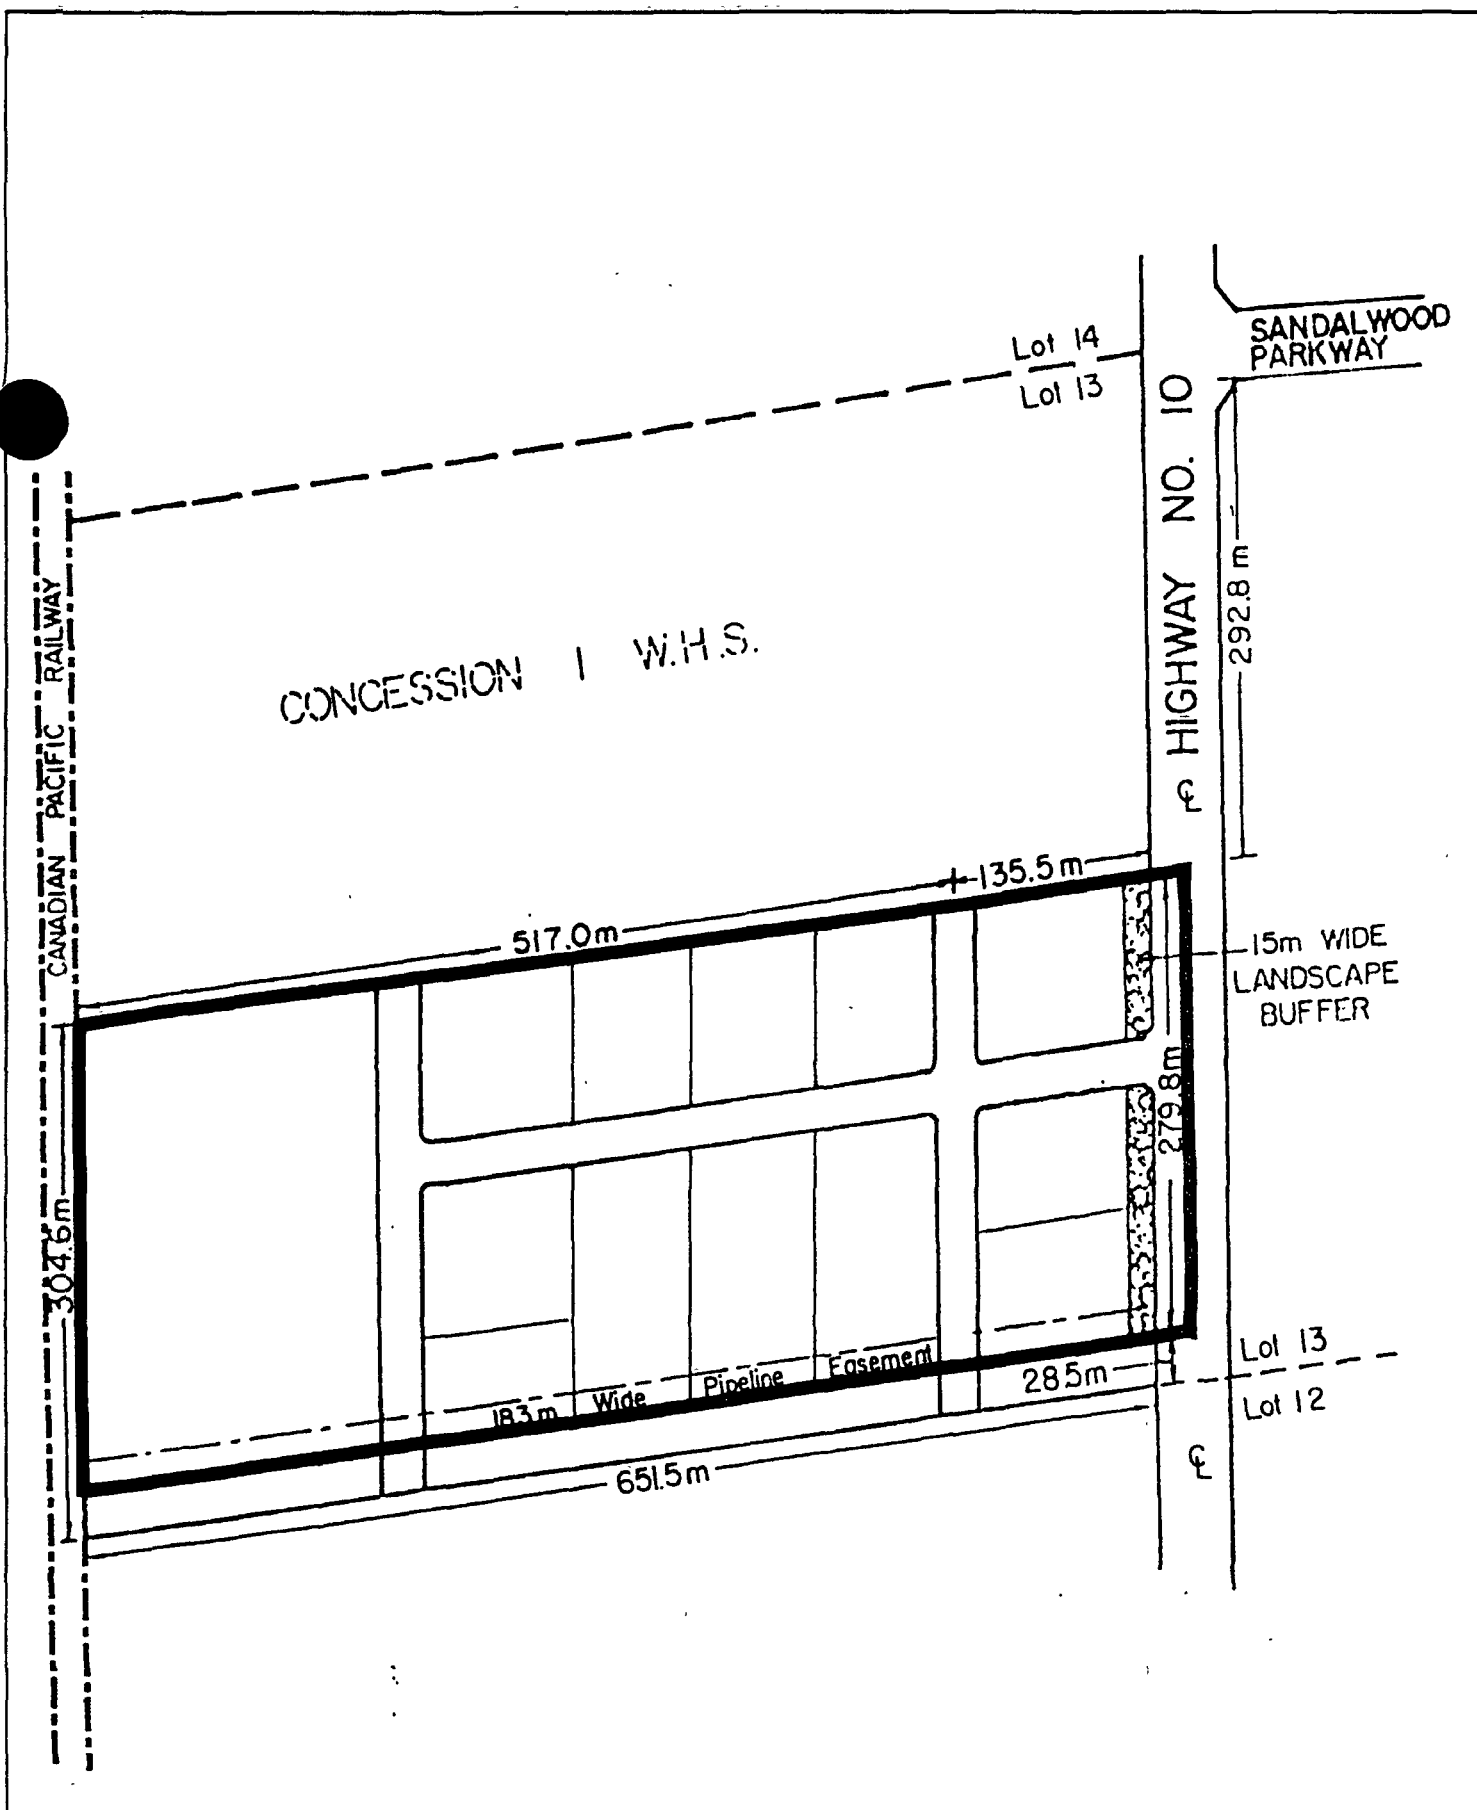 SANDALWOOD
PARKWAY
Lot 14
Lot 13
HIGHWAY NO. 10
292.8 m
CANADIAN PACIFIC RAILWAY
CONCESSION 1 W.H.S.
℄
135.5m
517.0m
15m WIDE
LANDSCAPE
BUFFER
279.8m
304.6m
Lot 13
Lot 12
18.3m Wide Pipeline Easement
28.5m
651.5m
℄